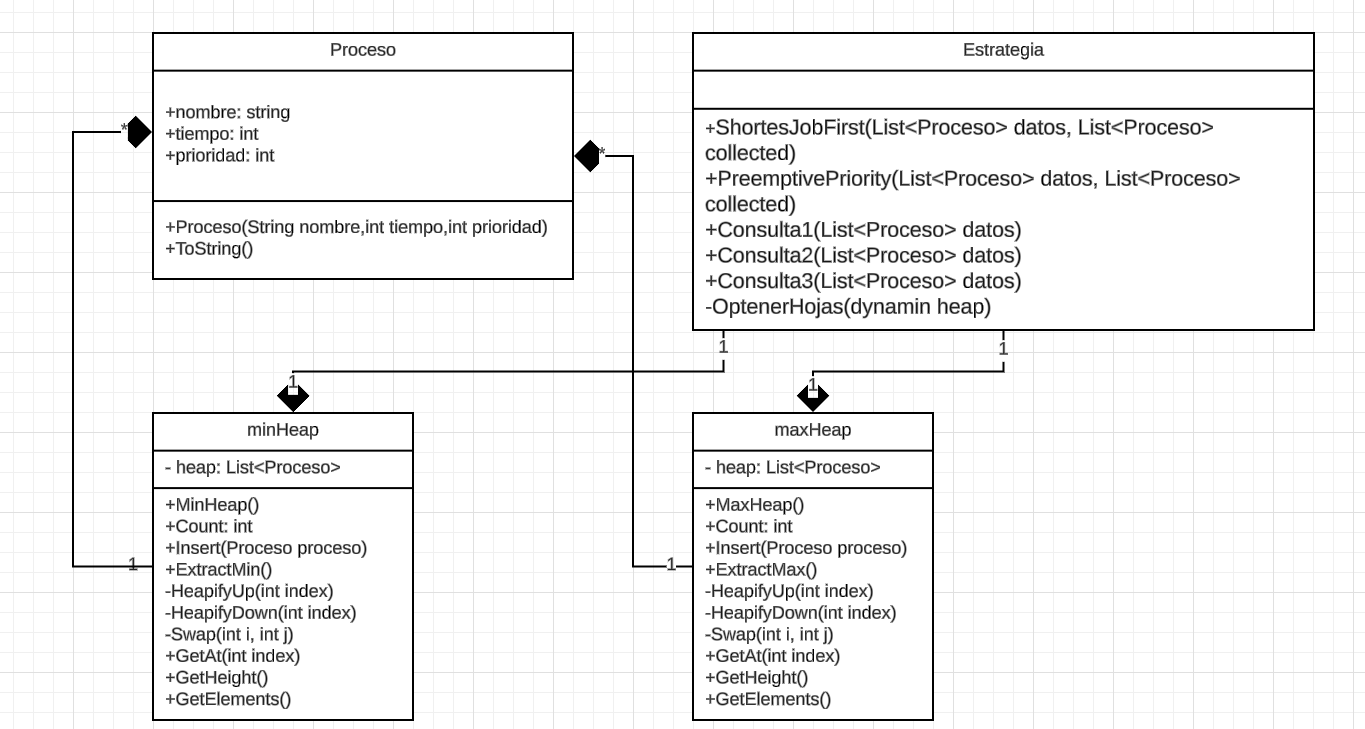 Proceso
+nombre: string
+tiempo: int
+prioridad: int
+Proceso(String nombre,int tiempo,int prioridad)
+ToString()
*
*
Estrategia
+ShortesJobFirst(List<Proceso> datos, List<Proceso>
collected)
+PreemptivePriority(List<Proceso> datos, List<Proceso>
collected)
+Consulta1(List<Proceso> datos)
+Consulta2(List<Proceso> datos)
+Consulta3(List<Proceso> datos)
-OptenerHojas(dynamin heap)
1
1
1
1
minHeap
- heap: List<Proceso>
+MinHeap()
+Count: int
+Insert(Proceso proceso)
+ExtractMin()
-HeapifyUp(int index)
-HeapifyDown(int index)
-Swap(int i, int j)
+GetAt(int index)
+GetHeight()
+GetElements()
1
maxHeap
- heap: List<Proceso>
+MaxHeap()
+Count: int
+Insert(Proceso proceso)
+ExtractMax()
-HeapifyUp(int index)
-HeapifyDown(int index)
-Swap(int i, int j)
+GetAt(int index)
+GetHeight()
+GetElements()
1